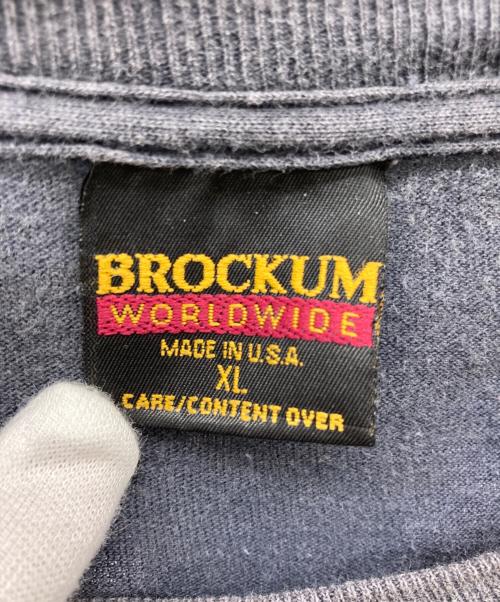 BROCKUM
WORLDWIDE
MADE IN U.S.A.
XL
CARE/CONTENT OVER